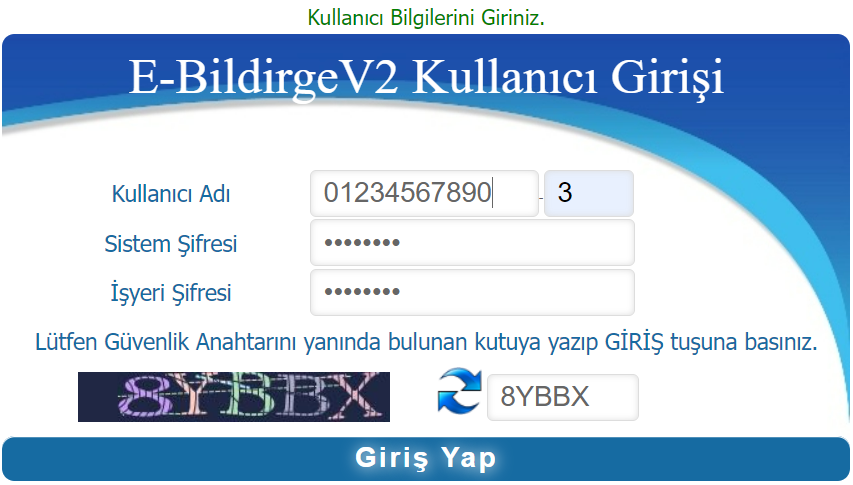 Kullanıcı Bilgilerini Giriniz.
E-BildirgeV2 Kullanıcı Girişi
Kullanıcı Adı 01234567890 - 3
Sistem Şifresi ••••••••
İşyeri Şifresi ••••••••
Lütfen Güvenlik Anahtarını yanında bulunan kutuya yazıp GİRİŞ tuşuna basınız.
8YBBX 8YBBX
Giriş Yap